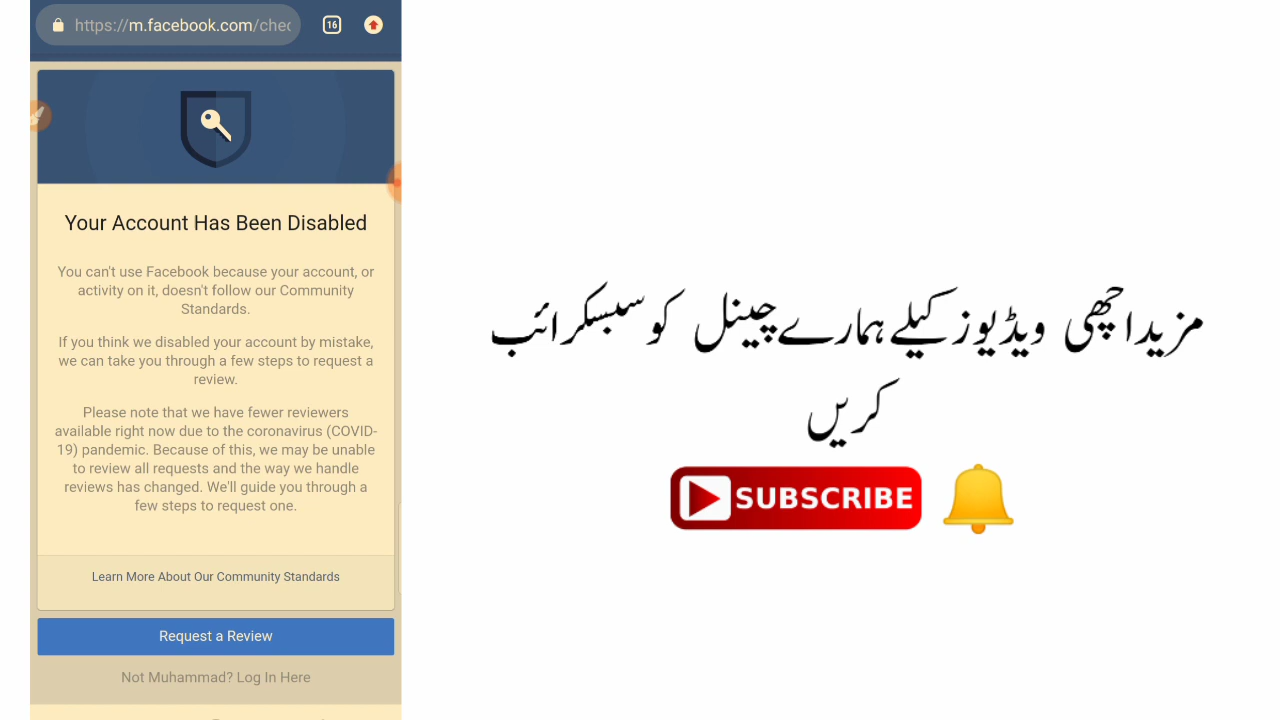 https://m.facebook.com/chec
16
Your Account Has Been Disabled
You can't use Facebook because your account, or
activity on it, doesn't follow our Community
Standards.
If you think we disabled your account by mistake,
we can take you through a few steps to request a
review.
Please note that we have fewer reviewers
available right now due to the coronavirus (COVID-
19) pandemic. Because of this, we may be unable
to review all requests and the way we handle
reviews has changed. We'll guide you through a
few steps to request one.
Learn More About Our Community Standards
Request a Review
Not Muhammad? Log In Here
مزید اچھی ویڈیوز کیلے ہمارے چینل کو سبسکرائب
کریں
SUBSCRIBE